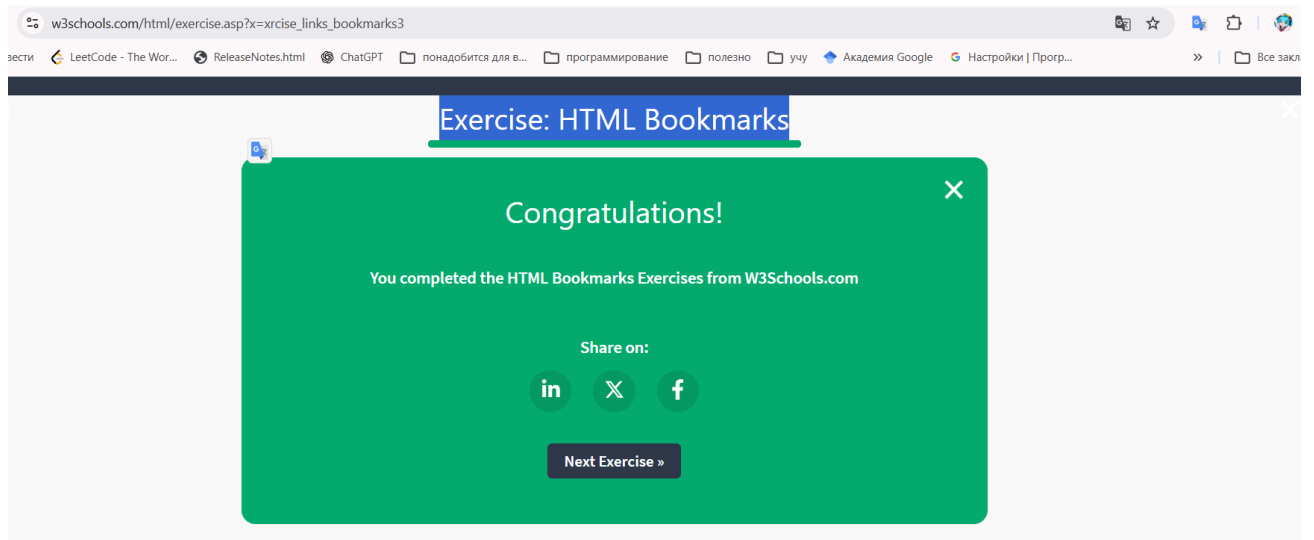 w3schools.com/html/exercise.asp?x=xrcise_links_bookmarks3
вести LeetCode - The Wor... ReleaseNotes.html ChatGPT понадобится для в... программирование полезно учу Академия Google Настройки | Прогр... » Все закл
Exercise: HTML Bookmarks
Congratulations!
You completed the HTML Bookmarks Exercises from W3Schools.com
Share on:
in X f
Next Exercise »